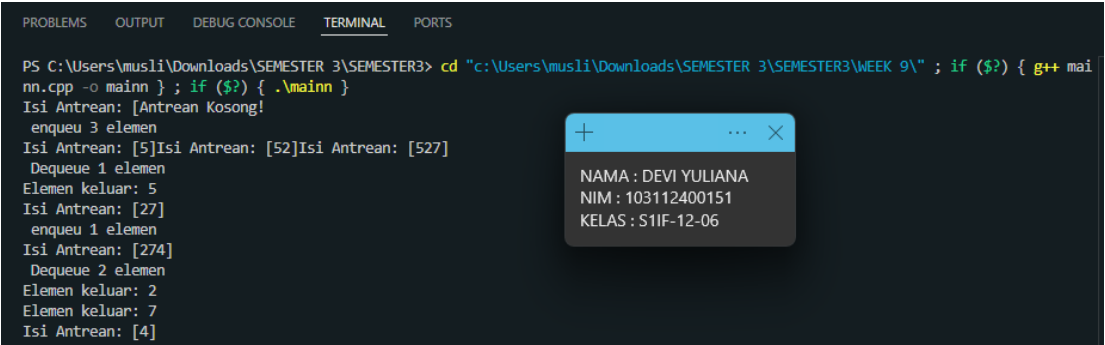 PROBLEMS OUTPUT DEBUG CONSOLE TERMINAL PORTS
PS C:\Users\musli\Downloads\SEMESTER 3\SEMESTER3> cd "c:\Users\musli\Downloads\SEMESTER 3\SEMESTER3\WEEK 9\" ; if ($?) { g++ mai
nn.cpp -o mainn } ; if ($?) { .\mainn }
Isi Antrean: [Antrean Kosong!
 enqueu 3 elemen
Isi Antrean: [5]Isi Antrean: [52]Isi Antrean: [527]
 Dequeue 1 elemen
Elemen keluar: 5
Isi Antrean: [27]
 enqueu 1 elemen
Isi Antrean: [274]
 Dequeue 2 elemen
Elemen keluar: 2
Elemen keluar: 7
Isi Antrean: [4]
NAMA : DEVI YULIANA
NIM : 103112400151
KELAS : S1IF-12-06